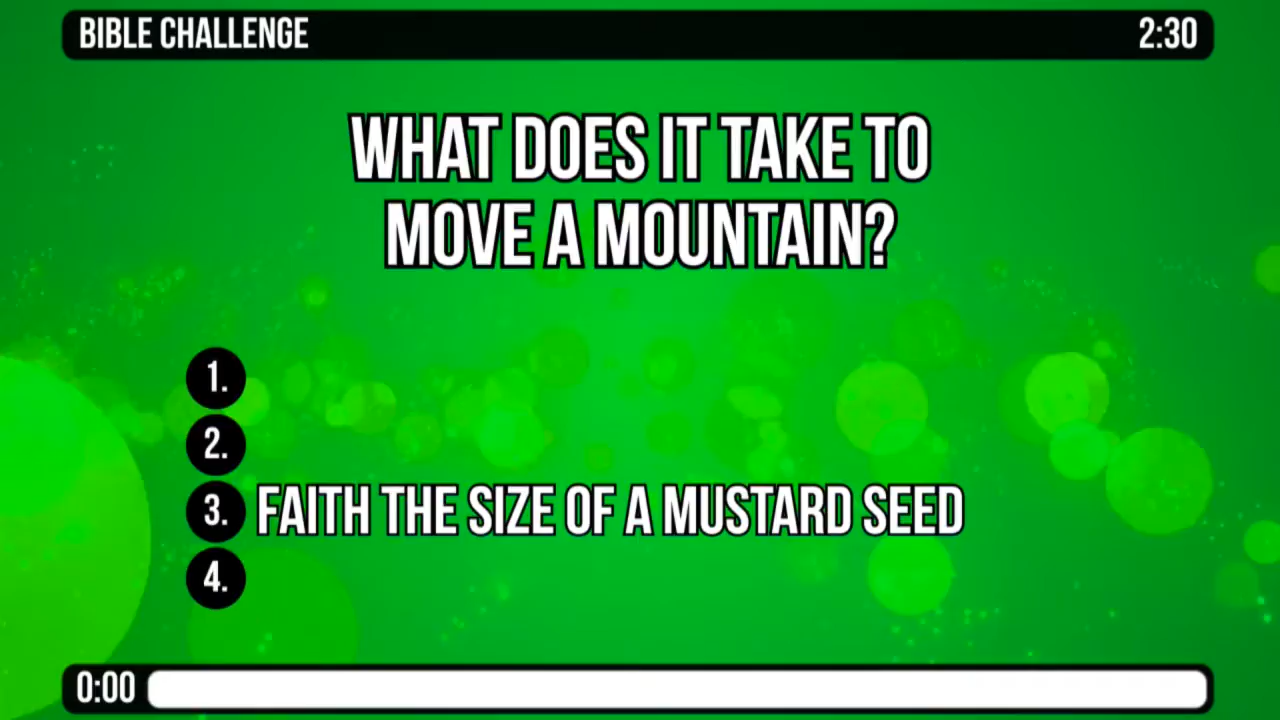 BIBLE CHALLENGE 2:30
WHAT DOES IT TAKE TO
MOVE A MOUNTAIN?
1.
2.
3. FAITH THE SIZE OF A MUSTARD SEED
4.
0:00